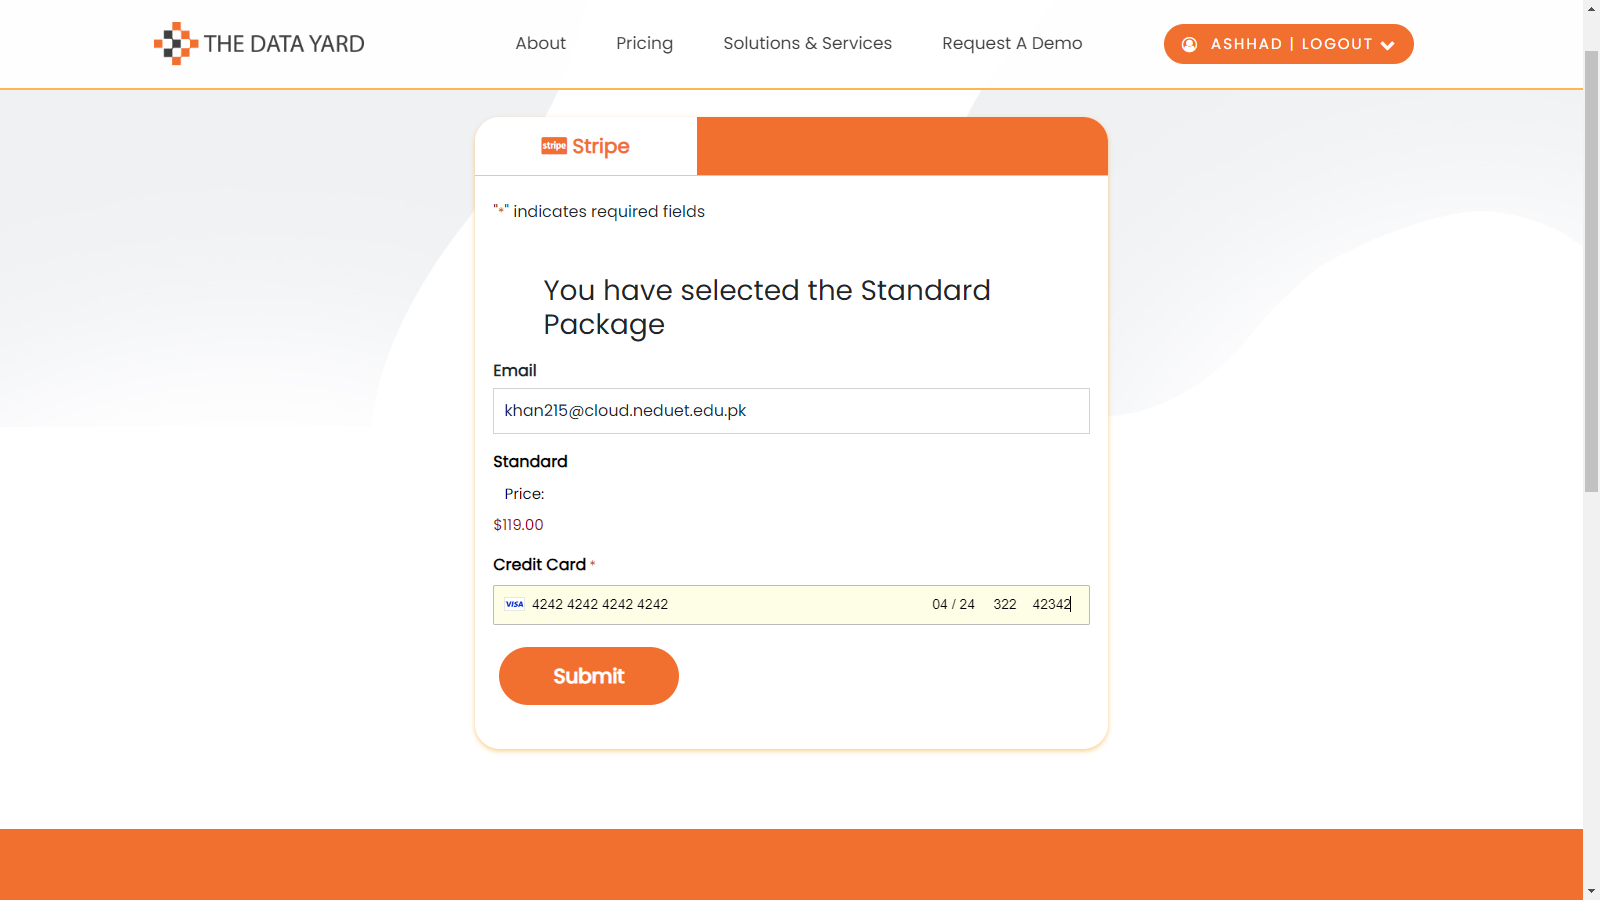 THE DATA YARD
About
Pricing
Solutions & Services
Request A Demo
ASHHAD | LOGOUT
stripe Stripe
"*" indicates required fields
You have selected the Standard
Package
Email
khan215@cloud.neduet.edu.pk
Standard
Price:
$119.00
Credit Card *
VISA 4242 4242 4242 4242 04 / 24 322 42342
Submit